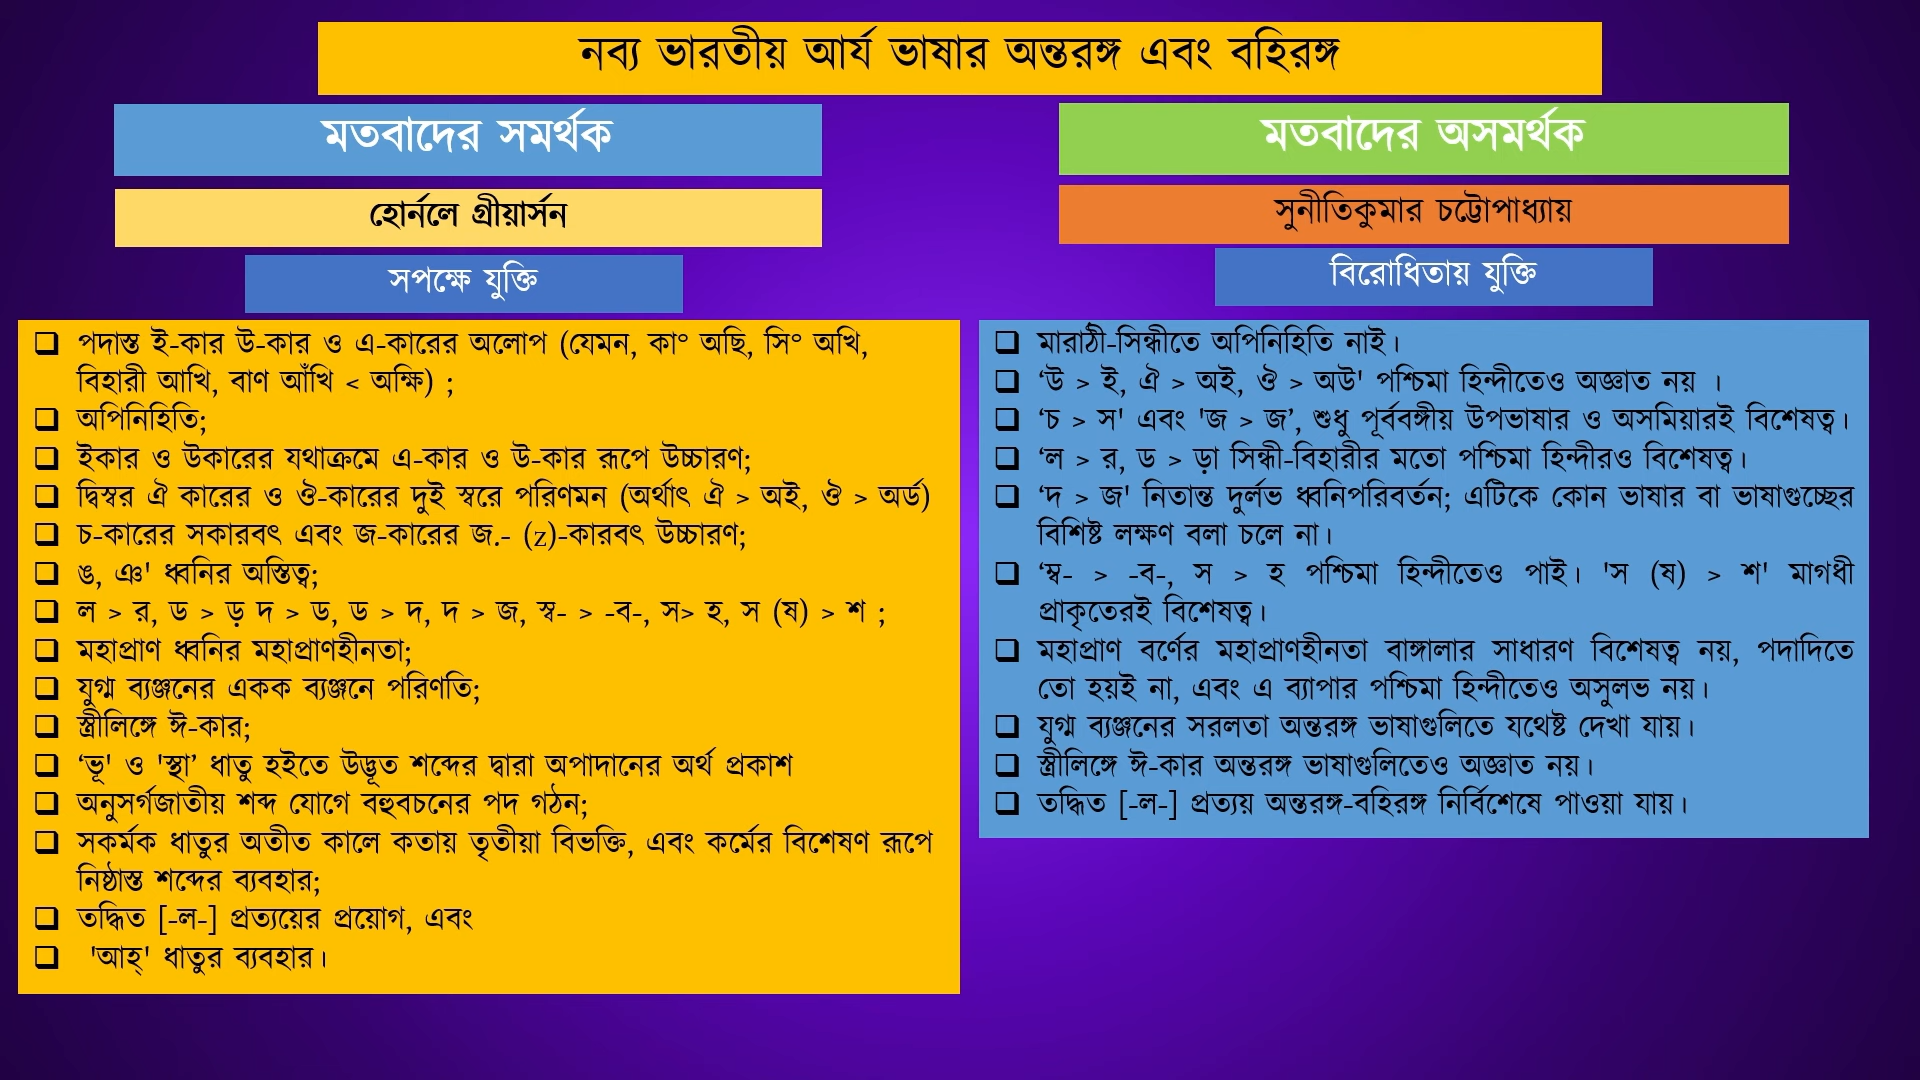 নব্য ভারতীয় আর্য ভাষার অন্তরঙ্গ এবং বহিরঙ্গ
মতবাদের সমর্থক
হোর্নলে গ্রীয়ার্সন
সপক্ষে যুক্তি
পদাস্ত ই-কার উ-কার ও এ-কারের অলোপ (যেমন, কা° অছি, সি° অখি,
বিহারী আখি, বাণ আঁখি < অক্ষি) ;
অপিনিহিতি;
ইকার ও উকারের যথাক্রমে এ-কার ও উ-কার রূপে উচ্চারণ;
দ্বিস্বর ঐ কারের ও ঔ-কারের দুই স্বরে পরিণমন (অর্থাৎ ঐ > অই, ঔ > অর্ড)
চ-কারের সকারবৎ এবং জ-কারের জ.- (z)-কারবৎ উচ্চারণ;
ঙ, ঞ' ধ্বনির অস্তিত্ব;
ল > র, ড > ড় দ > ড, ড > দ, দ > জ, স্ব- > -ব-, স> হ, স (ষ) > শ ;
মহাপ্রাণ ধ্বনির মহাপ্রাণহীনতা;
যুগ্ম ব্যঞ্জনের একক ব্যঞ্জনে পরিণতি;
স্ত্রীলিঙ্গে ঈ-কার;
‘ভূ' ও 'স্থা’ ধাতু হইতে উদ্ভূত শব্দের দ্বারা অপাদানের অর্থ প্রকাশ
অনুসর্গজাতীয় শব্দ যোগে বহুবচনের পদ গঠন;
সকর্মক ধাতুর অতীত কালে কতায় তৃতীয়া বিভক্তি, এবং কর্মের বিশেষণ রূপে
নিষ্ঠাস্ত শব্দের ব্যবহার;
তদ্ধিত [-ল-] প্রত্যয়ের প্রয়োগ, এবং
'আহ্' ধাতুর ব্যবহার।
মতবাদের অসমর্থক
সুনীতিকুমার চট্টোপাধ্যায়
বিরোধিতায় যুক্তি
মারাঠী-সিন্ধীতে অপিনিহিতি নাই।
‘উ > ই, ঐ > অই, ঔ > অউ' পশ্চিমা হিন্দীতেও অজ্ঞাত নয় ।
‘চ > স' এবং 'জ > জ’, শুধু পূর্ববঙ্গীয় উপভাষার ও অসমিয়ারই বিশেষত্ব।
‘ল > র, ড > ড়া সিন্ধী-বিহারীর মতো পশ্চিমা হিন্দীরও বিশেষত্ব।
‘দ > জ' নিতান্ত দুর্লভ ধ্বনিপরিবর্তন; এটিকে কোন ভাষার বা ভাষাগুচ্ছের
বিশিষ্ট লক্ষণ বলা চলে না।
‘ম্ব- > -ব-, স > হ পশ্চিমা হিন্দীতেও পাই। 'স (ষ) > শ' মাগধী
প্রাকৃতেরই বিশেষত্ব।
মহাপ্রাণ বর্ণের মহাপ্রাণহীনতা বাঙ্গালার সাধারণ বিশেষত্ব নয়, পদাদিতে
তো হয়ই না, এবং এ ব্যাপার পশ্চিমা হিন্দীতেও অসুলভ নয়।
যুগ্ম ব্যঞ্জনের সরলতা অন্তরঙ্গ ভাষাগুলিতে যথেষ্ট দেখা যায়।
স্ত্রীলিঙ্গে ঈ-কার অন্তরঙ্গ ভাষাগুলিতেও অজ্ঞাত নয়।
তদ্ধিত [-ল-] প্রত্যয় অন্তরঙ্গ-বহিরঙ্গ নির্বিশেষে পাওয়া যায়।